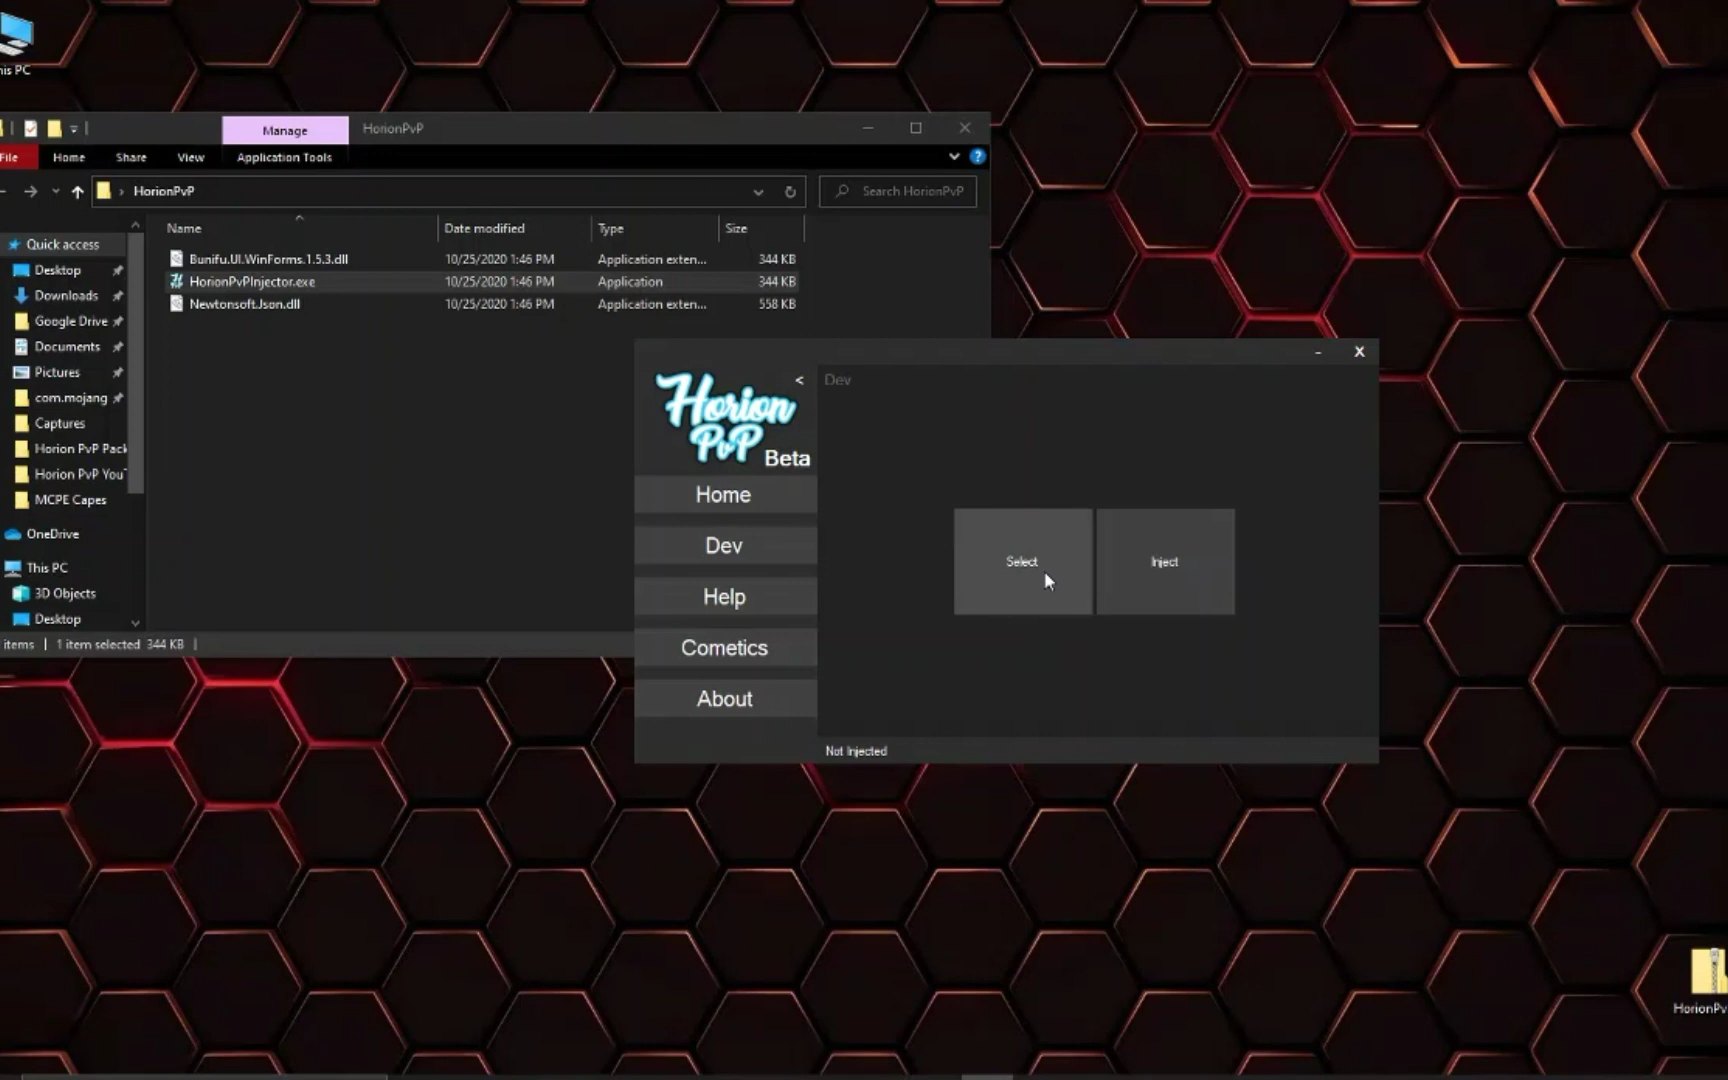 his PC
Manage
HorionPvP
File
Home
Share
View
Application Tools
HorionPvP
Search HorionPvP
Name
Date modified
Type
Size
Quick access
Bunifu.UI.WinForms.1.5.3.dll
10/25/2020 1:46 PM
Application exten...
344 KB
Desktop
HorionPvPInjector.exe
10/25/2020 1:46 PM
Application
344 KB
Downloads
Newtonsoft.Json.dll
10/25/2020 1:46 PM
Application exten...
558 KB
Google Drive
Documents
Pictures
com.mojang
Captures
Horion PvP Pack
Horion PvP You
MCPE Capes
OneDrive
This PC
3D Objects
Desktop
items
1 item selected 344 KB
Horion
PvP
Beta
Dev
Home
Dev
Help
Cometics
About
Select
Inject
Not Injected
HorionPv